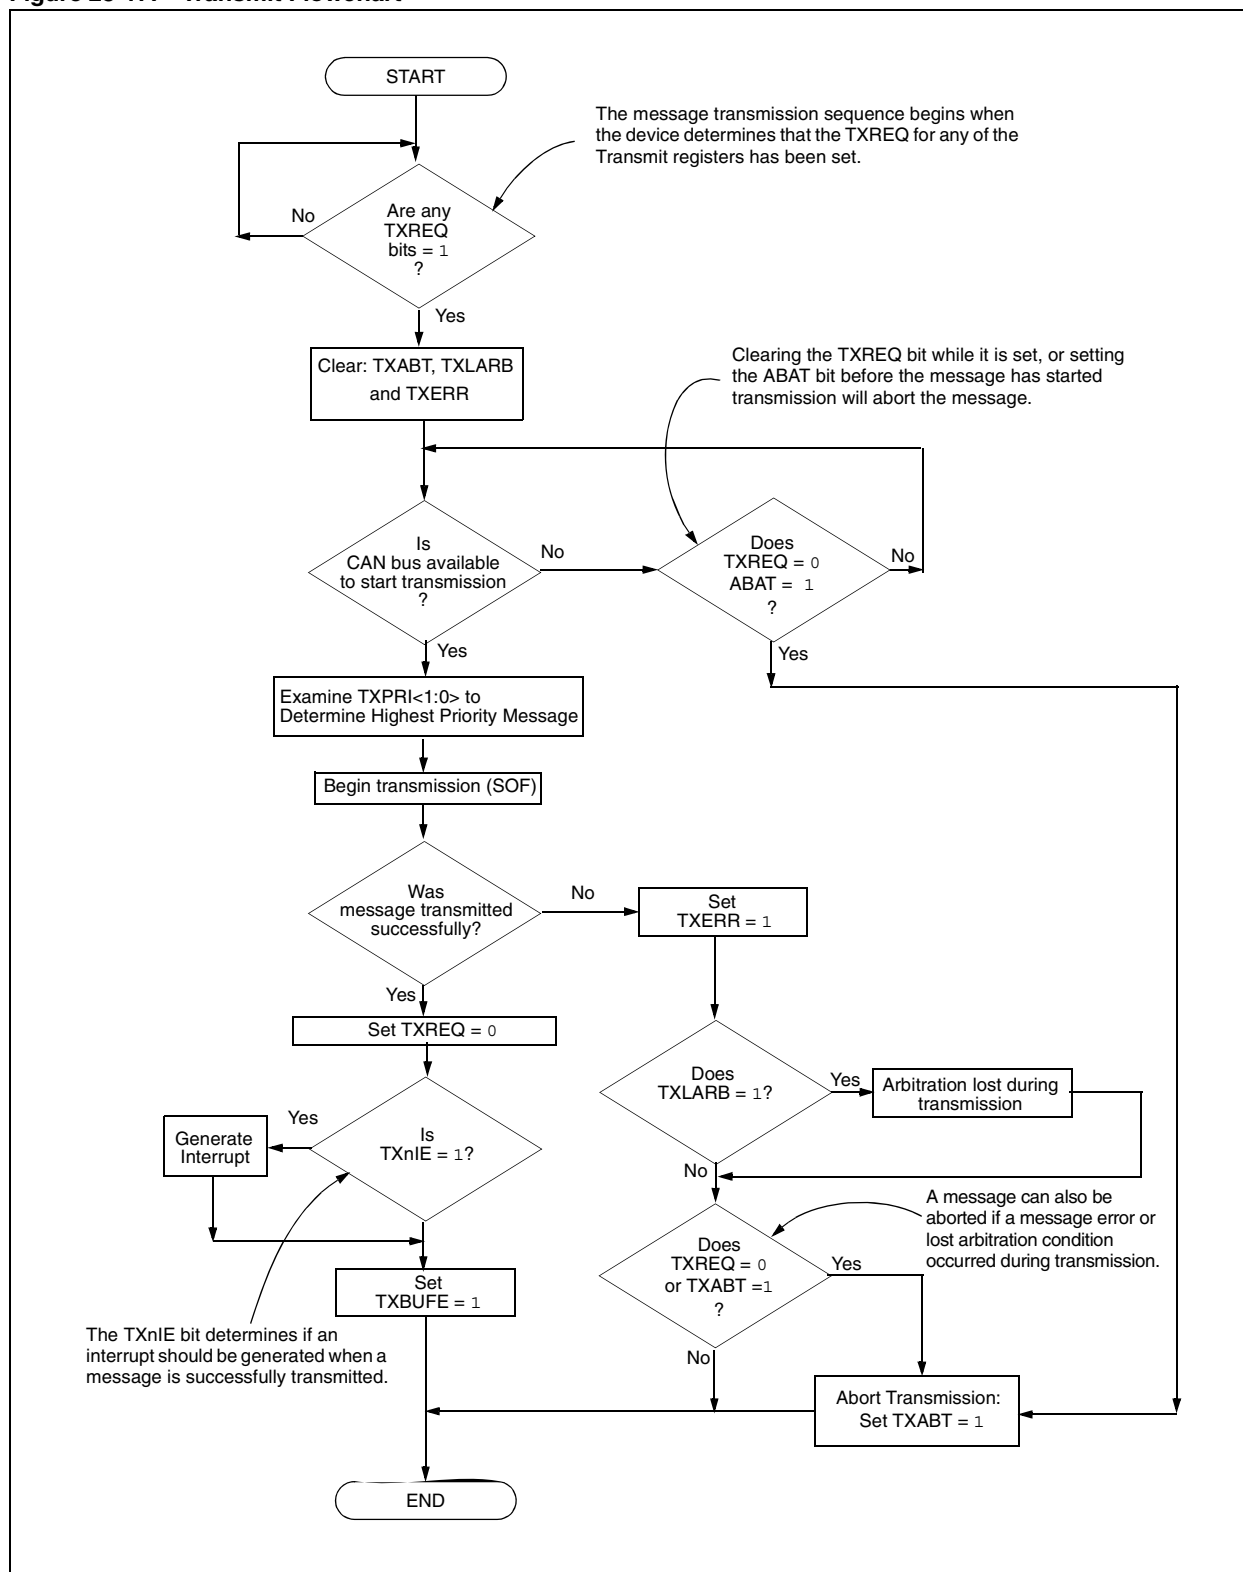 START
The message transmission sequence begins when
the device determines that the TXREQ for any of the
Transmit registers has been set.
No
Are any
TXREQ
bits = 1
?
Yes
Clear: TXABT, TXLARB
and TXERR
Clearing the TXREQ bit while it is set, or setting
the ABAT bit before the message has started
transmission will abort the message.
Is
CAN bus available
to start transmission
?
No
Does
TXREQ = 0
ABAT = 1
?
No
Yes
Yes
Examine TXPRI<1:0> to
Determine Highest Priority Message
Begin transmission (SOF)
Was
message transmitted
successfully?
No
Set
TXERR = 1
Yes
Set TXREQ = 0
Does
TXLARB = 1?
Yes
Arbitration lost during
transmission
Yes
Generate
Interrupt
Is
TXnIE = 1?
No
A message can also be
aborted if a message error or
lost arbitration condition
occurred during transmission.
Does
TXREQ = 0
or TXABT =1
?
Yes
Set
TXBUFE = 1
The TXnIE bit determines if an
interrupt should be generated when a
message is successfully transmitted.
No
Abort Transmission:
Set TXABT = 1
END